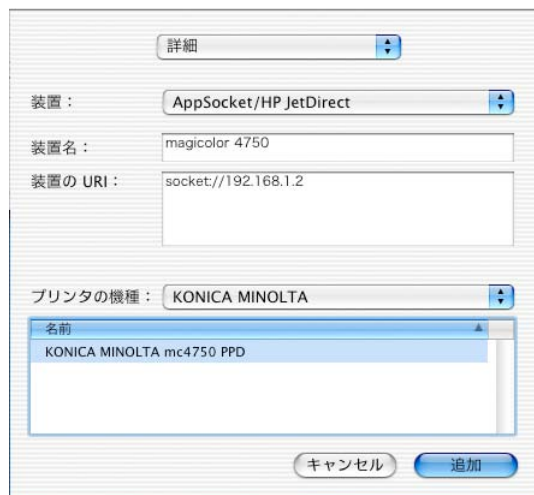 詳細
装置： AppSocket/HP JetDirect
装置名： magicolor 4750
装置の URI： socket://192.168.1.2
プリンタの機種： KONICA MINOLTA
名前
KONICA MINOLTA mc4750 PPD
キャンセル 追加